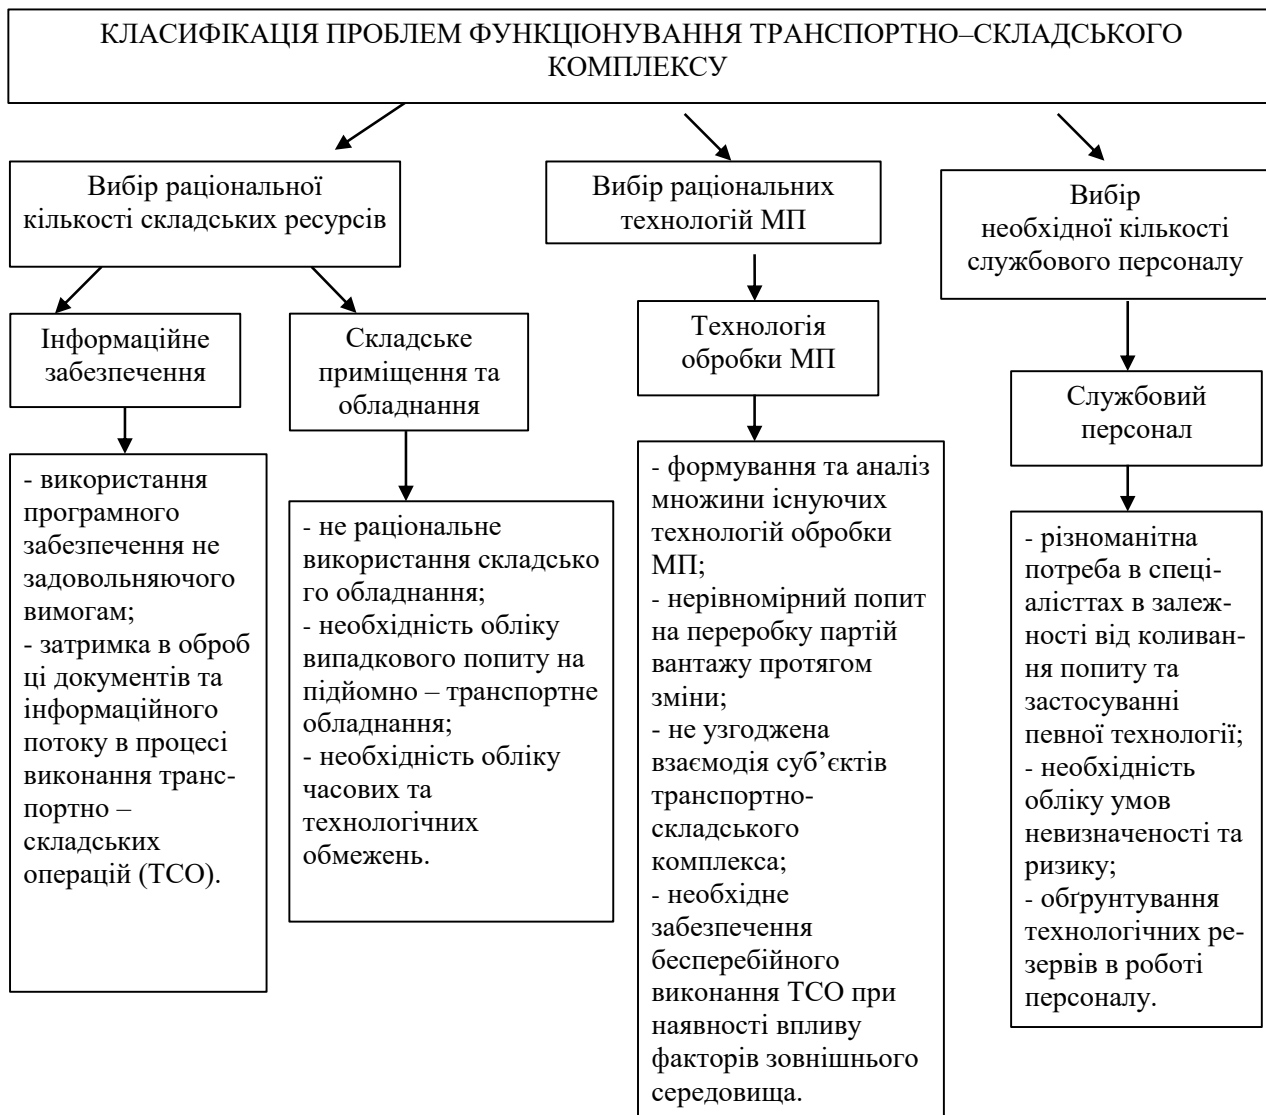 КЛАСИФІКАЦІЯ ПРОБЛЕМ ФУНКЦІОНУВАННЯ ТРАНСПОРТНО–СКЛАДСЬКОГО
КОМПЛЕКСУ
Вибір раціональної
кількості складських ресурсів
Вибір раціональних
технологій МП
Вибір
необхідної кількості
службового персоналу
Інформаційне
забезпечення
Складське
приміщення та
обладнання
Технологія
обробки МП
Службовий
персонал
- використання
програмного
забезпечення не
задовольняючого
вимогам;
- затримка в оброб
ці документів та
інформаційного
потоку в процесі
виконання транс-
портно –
складських
операцій (ТСО).
- не раціональне
використання складсько
го обладнання;
- необхідність обліку
випадкового попиту на
підйомно – транспортне
обладнання;
- необхідність обліку
часових та
технологічних
обмежень.
- формування та аналіз
множини існуючих
технологій обробки
МП;
- нерівномірний попит
на переробку партій
вантажу протягом
зміни;
- не узгоджена
взаємодія суб’єктів
транспортно-
складського
комплекса;
- необхідне
забезпечення
бесперебійного
виконання ТСО при
наявності впливу
факторів зовнішнього
середовища.
- різноманітна
потреба в спеці-
алісттах в залеж-
ності від коливан-
ня попиту та
застосуванні
певної технології;
- необхідність
обліку умов
невизначеності та
ризику;
- обґрунтування
технологічних ре-
зервів в роботі
персоналу.